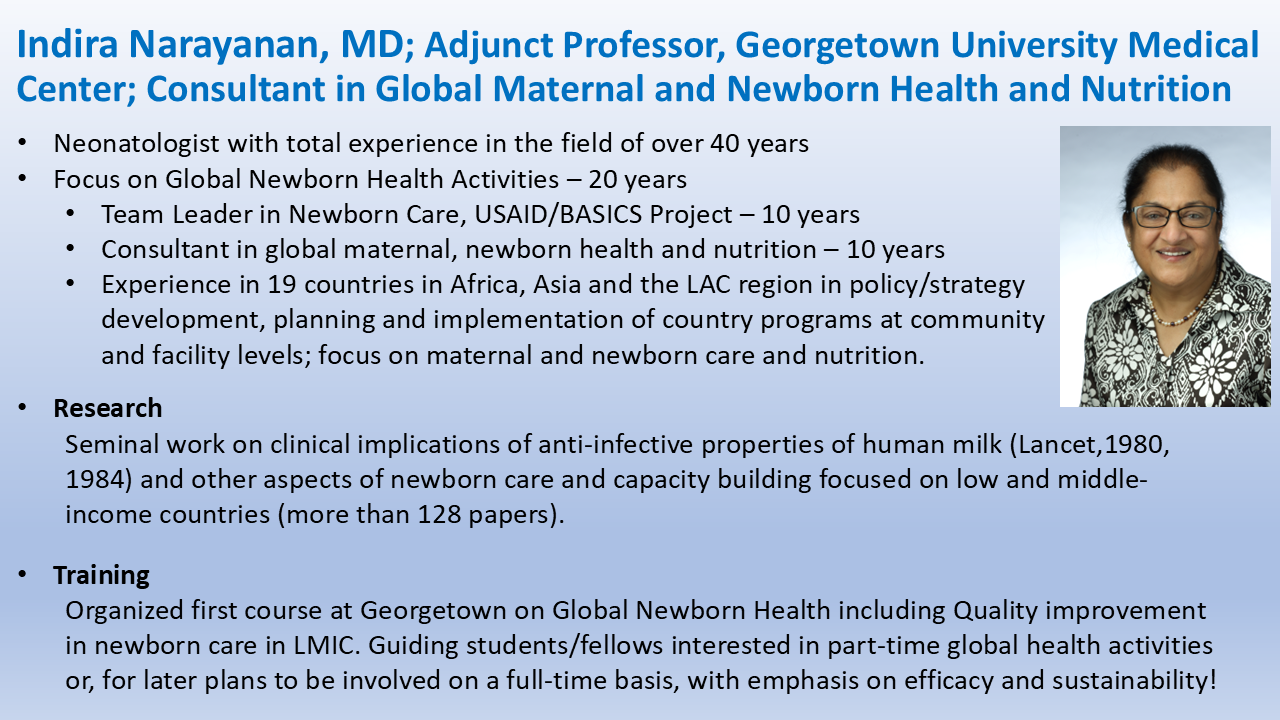 Indira Narayanan, MD; Adjunct Professor, Georgetown University Medical
Center; Consultant in Global Maternal and Newborn Health and Nutrition
• Neonatologist with total experience in the field of over 40 years
• Focus on Global Newborn Health Activities – 20 years
• Team Leader in Newborn Care, USAID/BASICS Project – 10 years
• Consultant in global maternal, newborn health and nutrition – 10 years
• Experience in 19 countries in Africa, Asia and the LAC region in policy/strategy
development, planning and implementation of country programs at community
and facility levels; focus on maternal and newborn care and nutrition.
• Research
Seminal work on clinical implications of anti-infective properties of human milk (Lancet,1980,
1984) and other aspects of newborn care and capacity building focused on low and middle-
income countries (more than 128 papers).
• Training
Organized first course at Georgetown on Global Newborn Health including Quality improvement
in newborn care in LMIC. Guiding students/fellows interested in part-time global health activities
or, for later plans to be involved on a full-time basis, with emphasis on efficacy and sustainability!